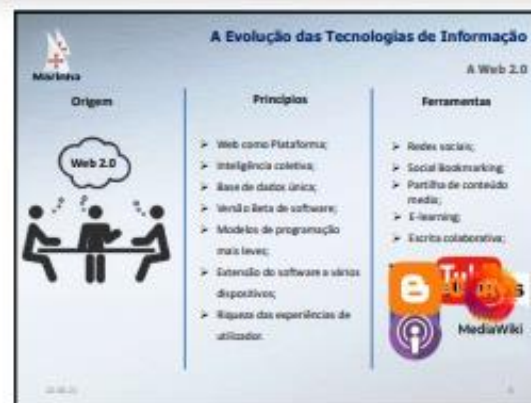 A Evolução das Tecnologias de Informação
A Web 2.0
Marinha
Origem
Web 2.0
Princípios
➢ Web como Plataforma;
➢ Inteligência coletiva;
➢ Base de dados única;
➢ Versão Beta de software;
➢ Modelos de programação
mais leves;
➢ Extensão do software a vários
dispositivos;
➢ Riqueza das experiências de
utilizador.
Ferramentas
➢ Redes sociais;
➢ Social Bookmarking;
➢ Partilha de conteúdo
media;
➢ E-learning;
➢ Escrita colaborativa;
MediaWiki